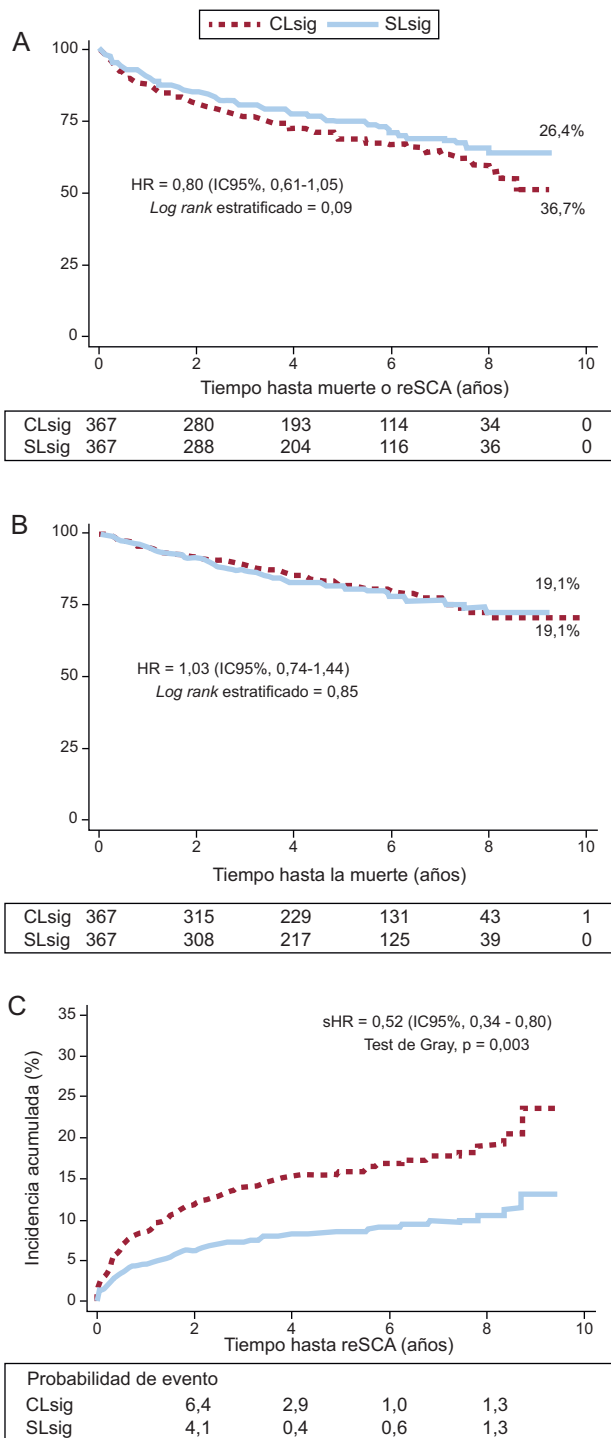 CLsig SLsig
A
100
75
50
25
0
26,4%
36,7%
HR = 0,80 (IC95%, 0,61-1,05)
Log rank estratificado = 0,09
0 2 4 6 8 10
Tiempo hasta muerte o reSCA (años)
CLsig 367 280 193 114 34 0
SLsig 367 288 204 116 36 0
B
100
75
50
25
0
19,1%
19,1%
HR = 1,03 (IC95%, 0,74-1,44)
Log rank estratificado = 0,85
0 2 4 6 8 10
Tiempo hasta la muerte (años)
CLsig 367 315 229 131 43 1
SLsig 367 308 217 125 39 0
C
35
30
25
20
15
10
5
0
Incidencia acumulada (%)
sHR = 0,52 (IC95%, 0,34 - 0,80)
Test de Gray, p = 0,003
0 2 4 6 8 10
Tiempo hasta reSCA (años)
Probabilidad de evento
CLsig 6,4 2,9 1,0 1,3
SLsig 4,1 0,4 0,6 1,3